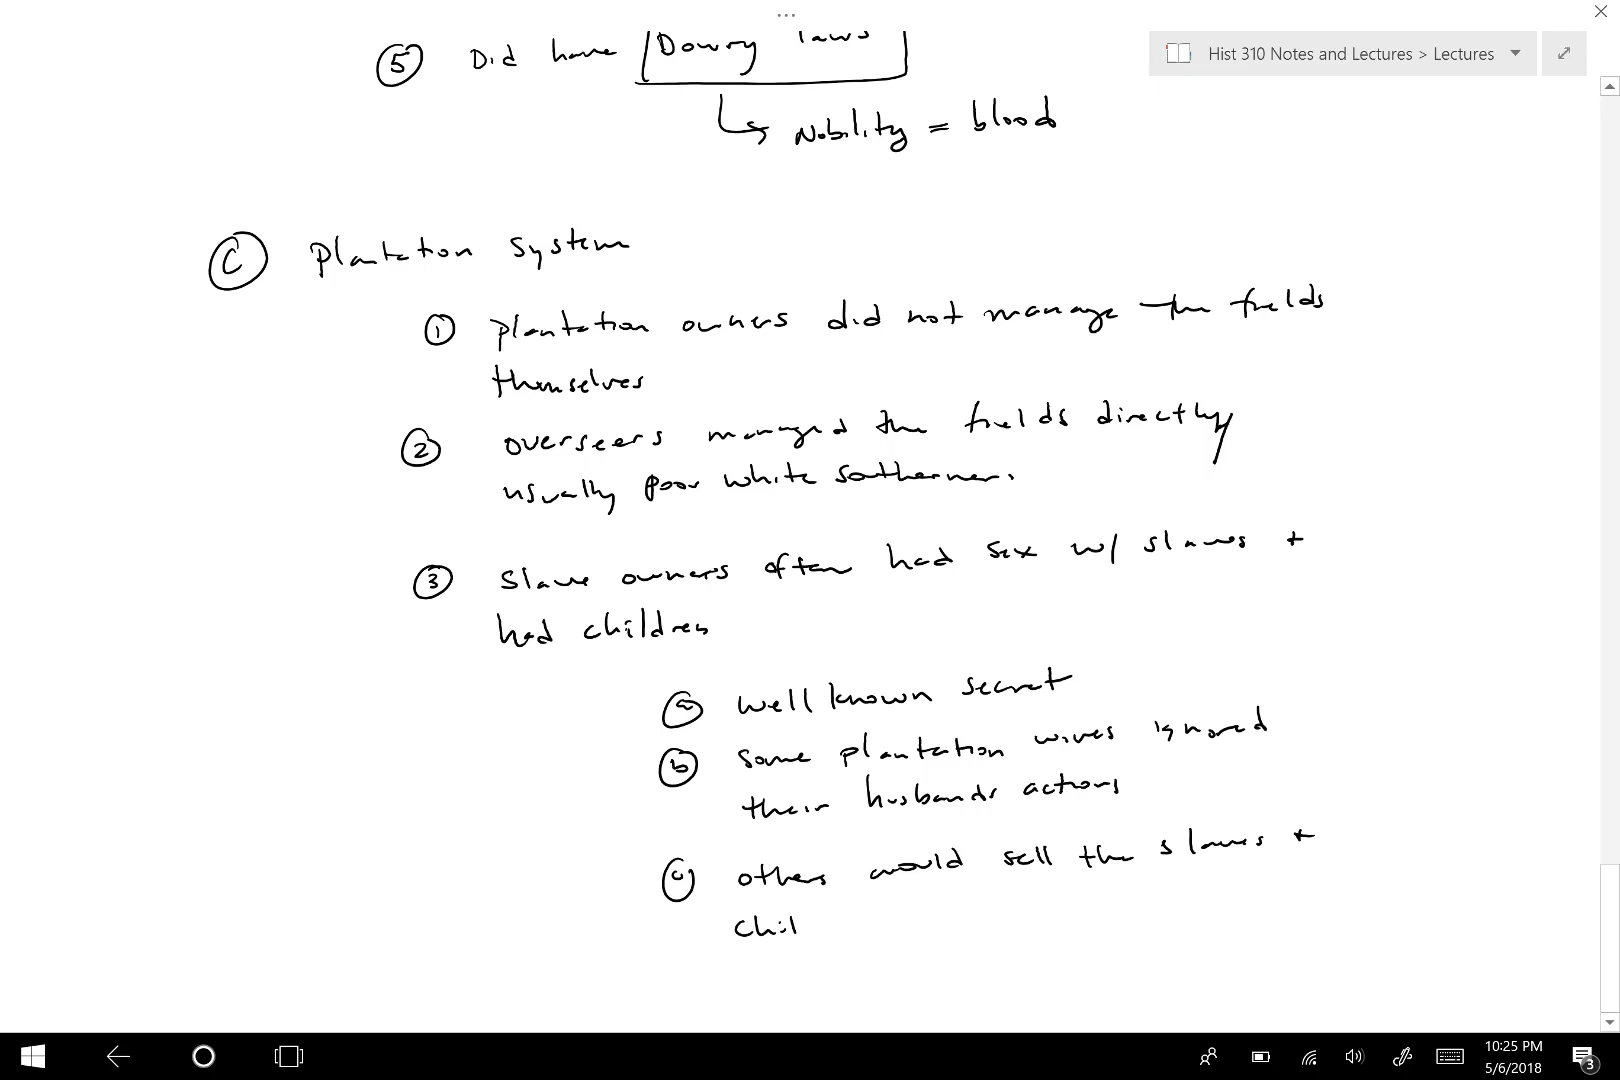 ...
Hist 310 Notes and Lectures > Lectures
⑤ Did have Dowry laws
↳ Nobility = blood
Ⓒ Plantation System
① plantation owners did not manage the fields
themselves
② overseers managed the fields directly
usually poor white southerner.
③ Slave owners often had sex w/ slaves +
had children
ⓐ well known secret
ⓑ some plantation wives ignored
their husbands actions
ⓒ others would sell the slaves +
chil
10:25 PM
5/6/2018
3